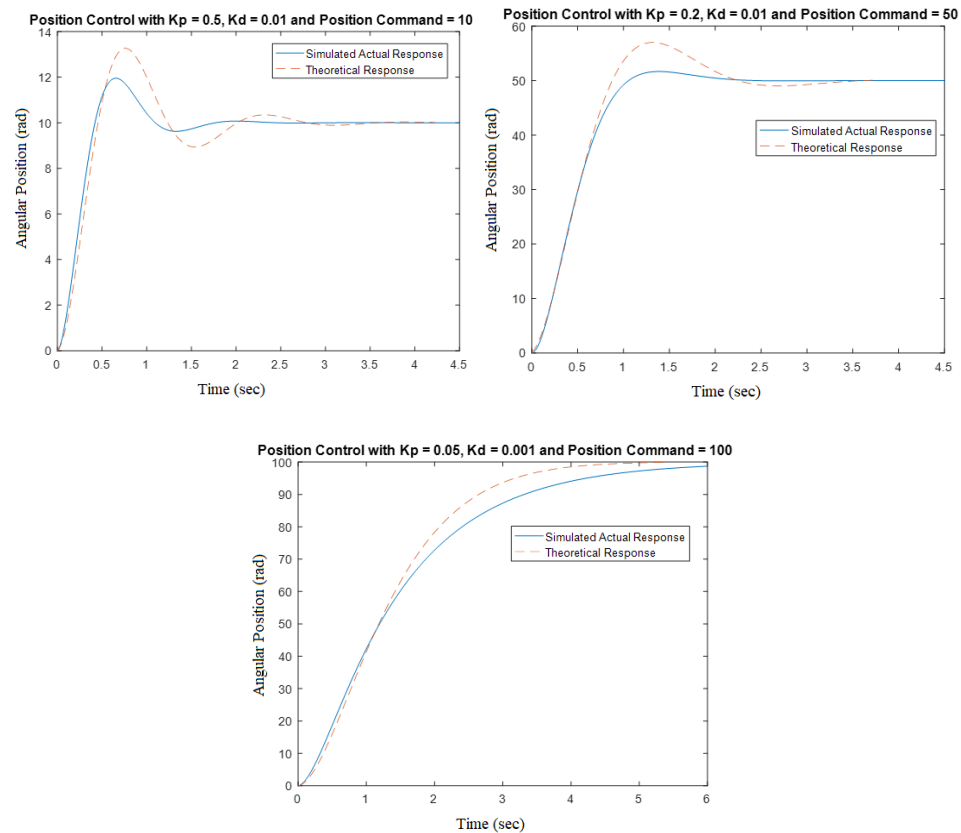 Position Control with Kp = 0.5, Kd = 0.01 and Position Command = 10
14
12
10
8
6
4
2
0
Angular Position (rad)
Simulated Actual Response
Theoretical Response
0 0.5 1 1.5 2 2.5 3 3.5 4 4.5
Time (sec)
Position Control with Kp = 0.2, Kd = 0.01 and Position Command = 50
60
50
40
30
20
10
0
Angular Position (rad)
Simulated Actual Response
Theoretical Response
0 0.5 1 1.5 2 2.5 3 3.5 4 4.5
Time (sec)
Position Control with Kp = 0.05, Kd = 0.001 and Position Command = 100
100
90
80
70
60
50
40
30
20
10
0
Angular Position (rad)
Simulated Actual Response
Theoretical Response
0 1 2 3 4 5 6
Time (sec)